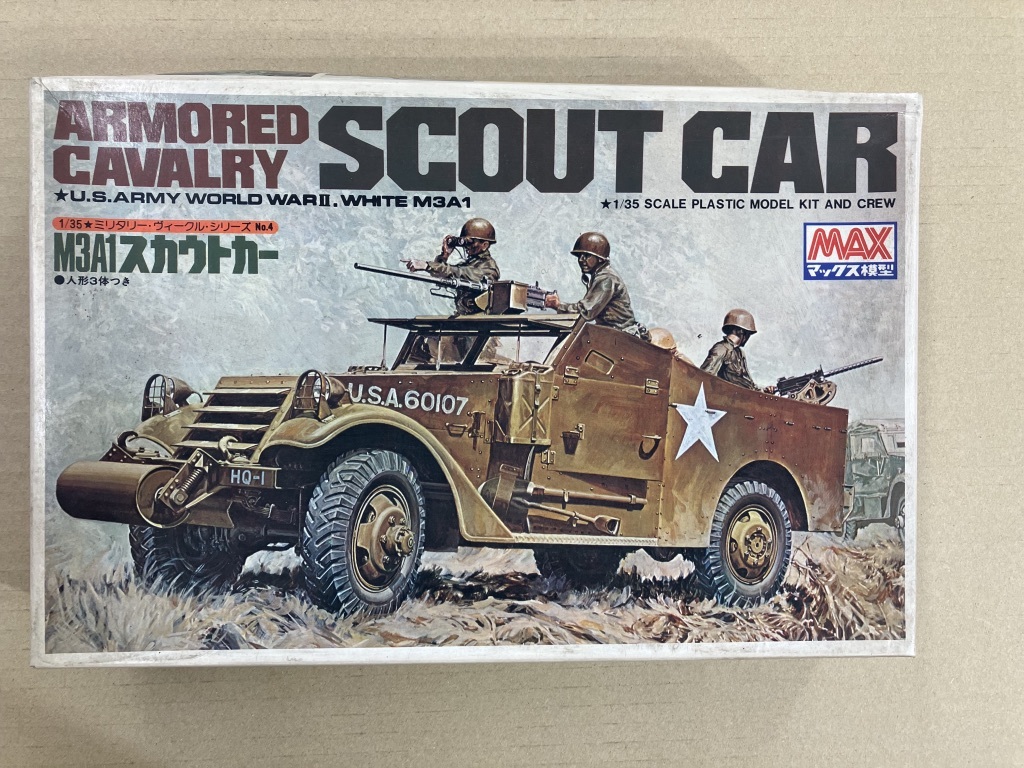 ARMORED
CAVALRY
SCOUT CAR
★U.S.ARMY WORLD WARⅡ, WHITE M3A1
★1/35 SCALE PLASTIC MODEL KIT AND CREW
1/35★ミリタリー・ヴィークル・シリーズ No.4
M3A1スカウトカー
●人形3体つき
MAX
マックス模型
U.S.A.60107
HQ-1